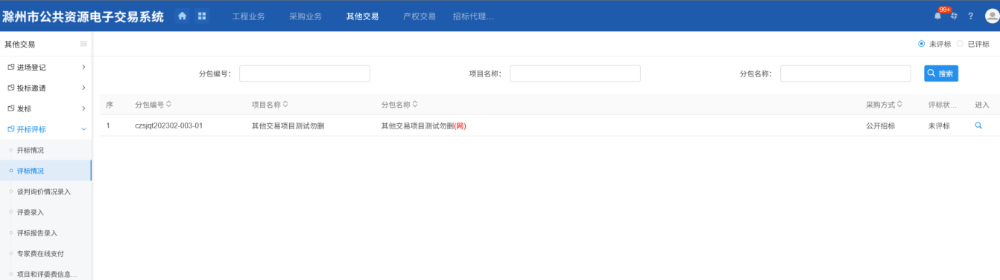 滁州市公共资源电子交易系统 工程业务 采购业务 其他交易 产权交易 招标代理... 99+ ?
其他交易 未评标 已评标
进场登记
投标邀请
发标
开标评标
开标情况
评标情况
谈判询价情况录入
评委录入
评标报告录入
专家费在线支付
项目和评委费信息...
分包编号: 项目名称: 分包名称: 搜索
序 分包编号 项目名称 分包名称 采购方式 评标状... 进入
1 czsjqt202302-003-01 其他交易项目测试勿删 其他交易项目测试勿删(网) 公开招标 未评标